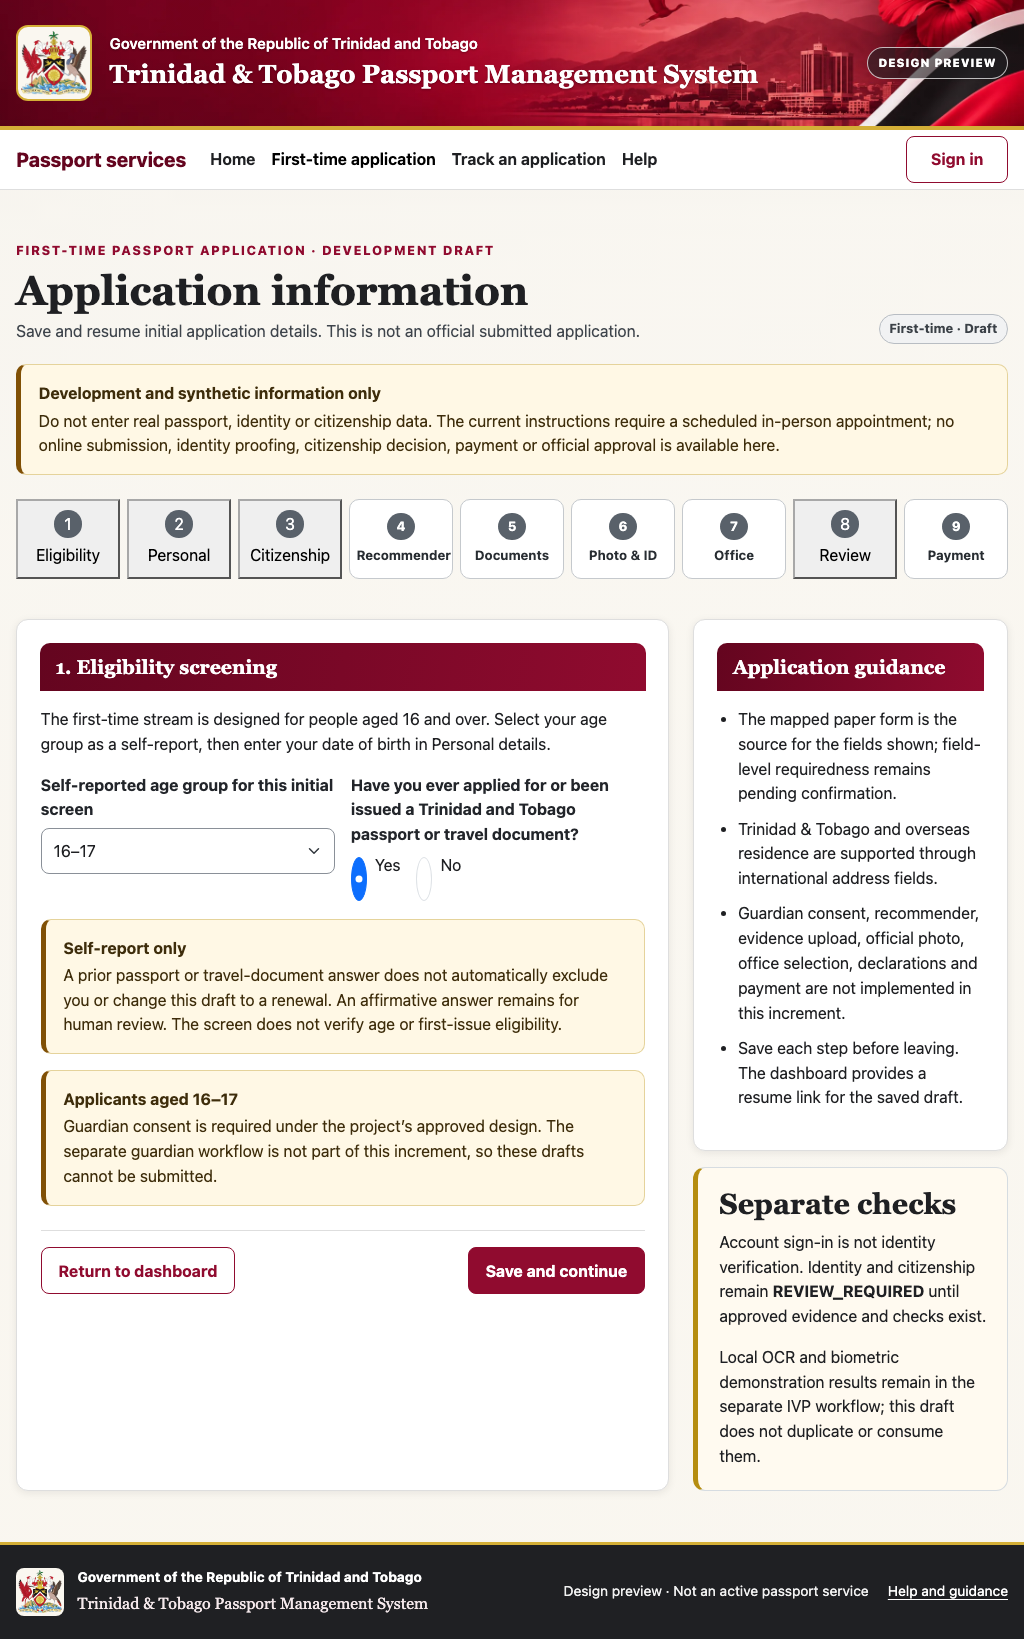 Government of the Republic of Trinidad and Tobago
Trinidad & Tobago Passport Management System
DESIGN PREVIEW
Passport services
Home
First-time application
Track an application
Help
Sign in
FIRST-TIME PASSPORT APPLICATION · DEVELOPMENT DRAFT
Application information
Save and resume initial application details. This is not an official submitted application.
First-time · Draft
Development and synthetic information only
Do not enter real passport, identity or citizenship data. The current instructions require a scheduled in-person appointment; no
online submission, identity proofing, citizenship decision, payment or official approval is available here.
1
Eligibility
2
Personal
3
Citizenship
4
Recommender
5
Documents
6
Photo & ID
7
Office
8
Review
9
Payment
1. Eligibility screening
The first-time stream is designed for people aged 16 and over. Select your age
group as a self-report, then enter your date of birth in Personal details.
Self-reported age group for this initial
screen
16–17
Have you ever applied for or been
issued a Trinidad and Tobago
passport or travel document?
Yes
No
Self-report only
A prior passport or travel-document answer does not automatically exclude
you or change this draft to a renewal. An affirmative answer remains for
human review. The screen does not verify age or first-issue eligibility.
Applicants aged 16–17
Guardian consent is required under the project's approved design. The
separate guardian workflow is not part of this increment, so these drafts
cannot be submitted.
Return to dashboard
Save and continue
Application guidance
• The mapped paper form is the
source for the fields shown; field-
level requiredness remains
pending confirmation.
• Trinidad & Tobago and overseas
residence are supported through
international address fields.
• Guardian consent, recommender,
evidence upload, official photo,
office selection, declarations and
payment are not implemented in
this increment.
• Save each step before leaving.
The dashboard provides a
resume link for the saved draft.
Separate checks
Account sign-in is not identity
verification. Identity and citizenship
remain REVIEW_REQUIRED until
approved evidence and checks exist.
Local OCR and biometric
demonstration results remain in the
separate IVP workflow; this draft
does not duplicate or consume
them.
Government of the Republic of Trinidad and Tobago
Trinidad & Tobago Passport Management System
Design preview · Not an active passport service
Help and guidance